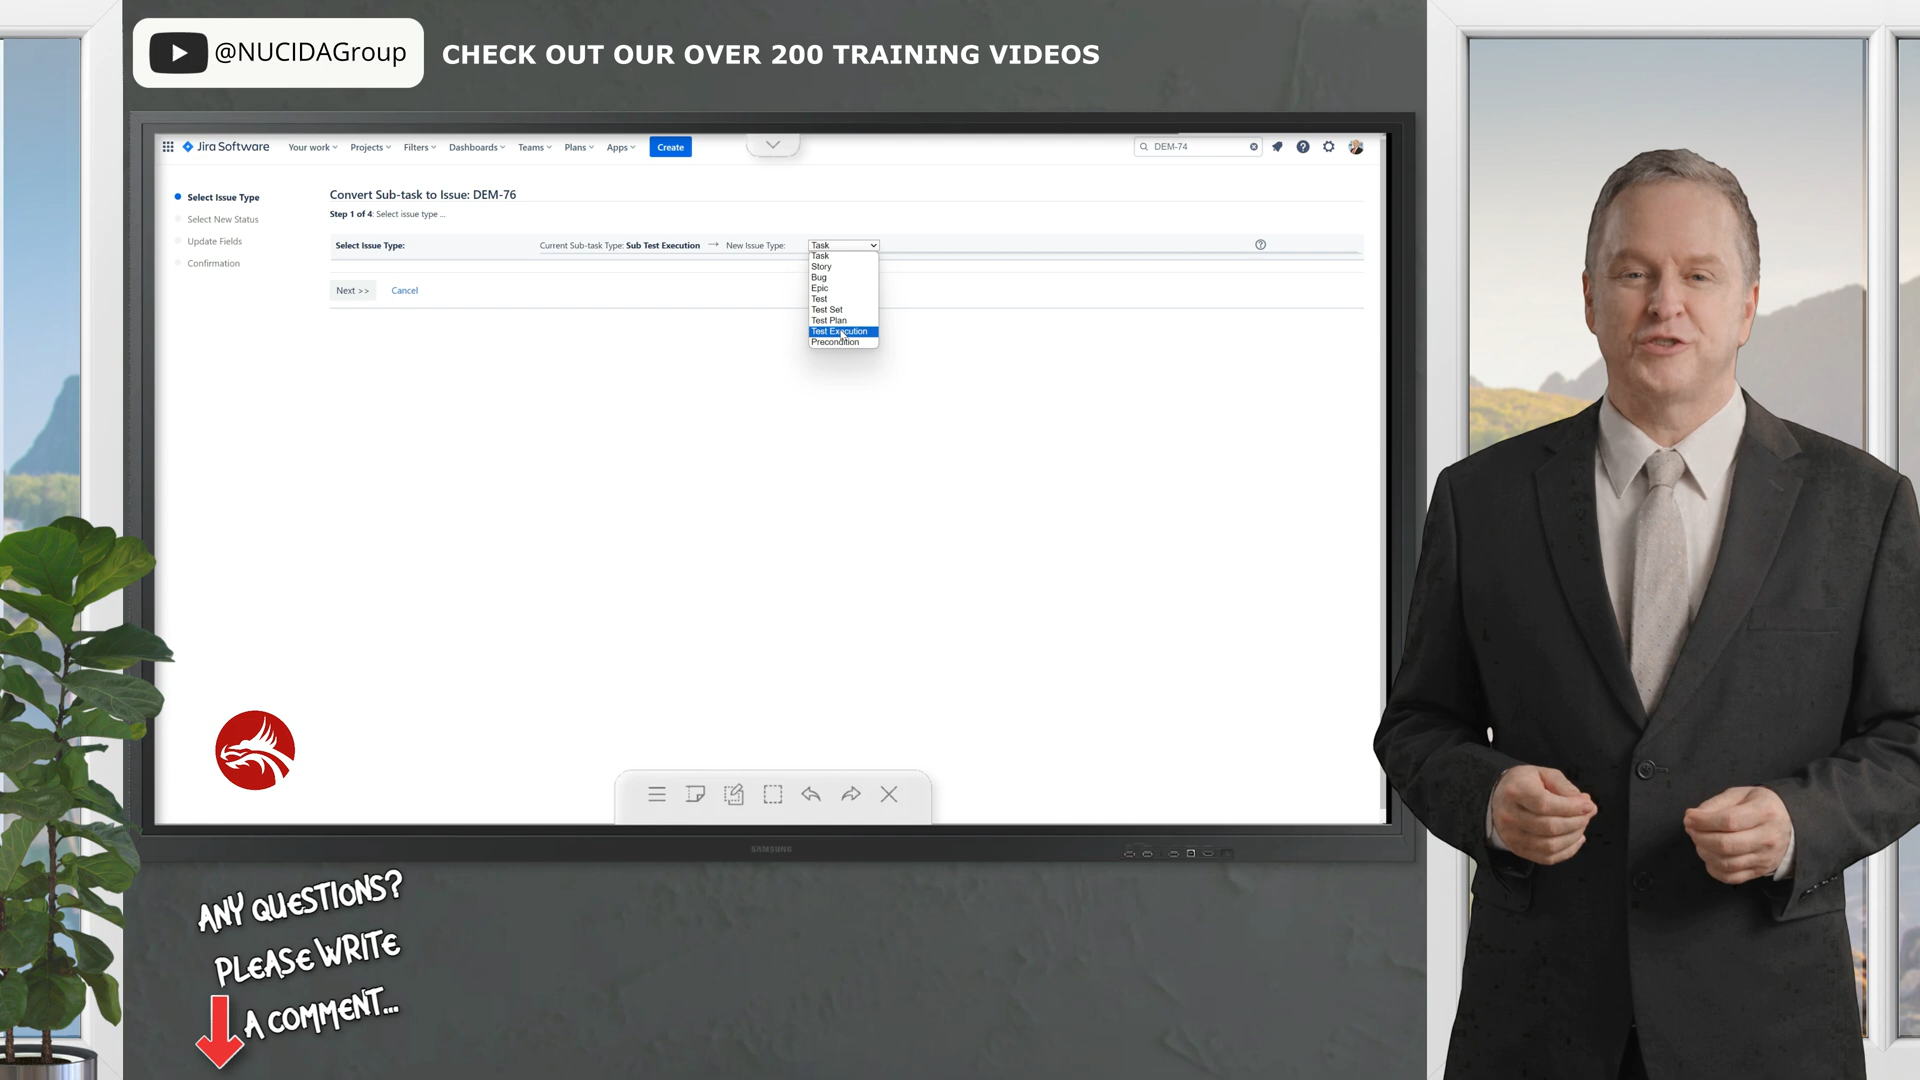 @NUCIDAGroup
CHECK OUT OUR OVER 200 TRAINING VIDEOS
Jira Software
Your work
Projects
Filters
Dashboards
Teams
Plans
Apps
Create
DEM-74
Select Issue Type
Select New Status
Update Fields
Confirmation
Convert Sub-task to Issue: DEM-76
Step 1 of 4: Select issue type ...
Select Issue Type:
Current Sub-task Type: Sub Test Execution → New Issue Type:
Task
Task
Story
Bug
Epic
Test
Test Set
Test Plan
Test Execution
Precondition
Next >>
Cancel
SAMSUNG
ANY QUESTIONS?
PLEASE WRITE
A COMMENT...